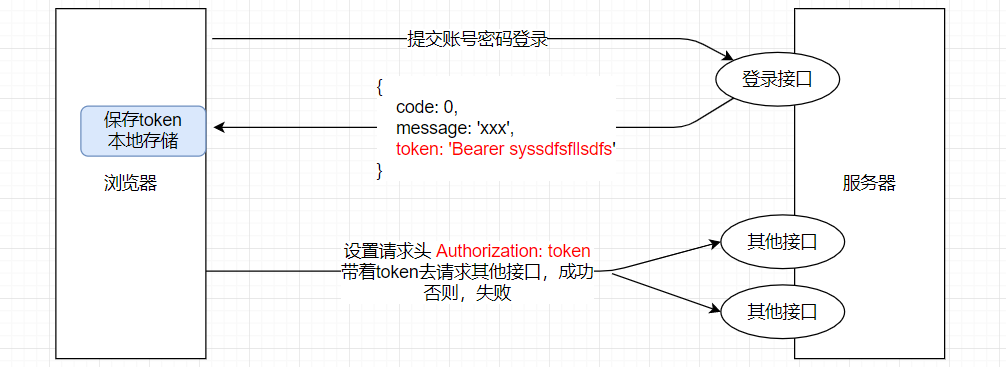 提交账号密码登录
登录接口
{
code: 0,
message: 'xxx',
token: 'Bearer syssdfsfllsdfs'
}
保存token
本地存储
浏览器
服务器
设置请求头 Authorization: token
带着token去请求其他接口，成功
否则，失败
其他接口
其他接口